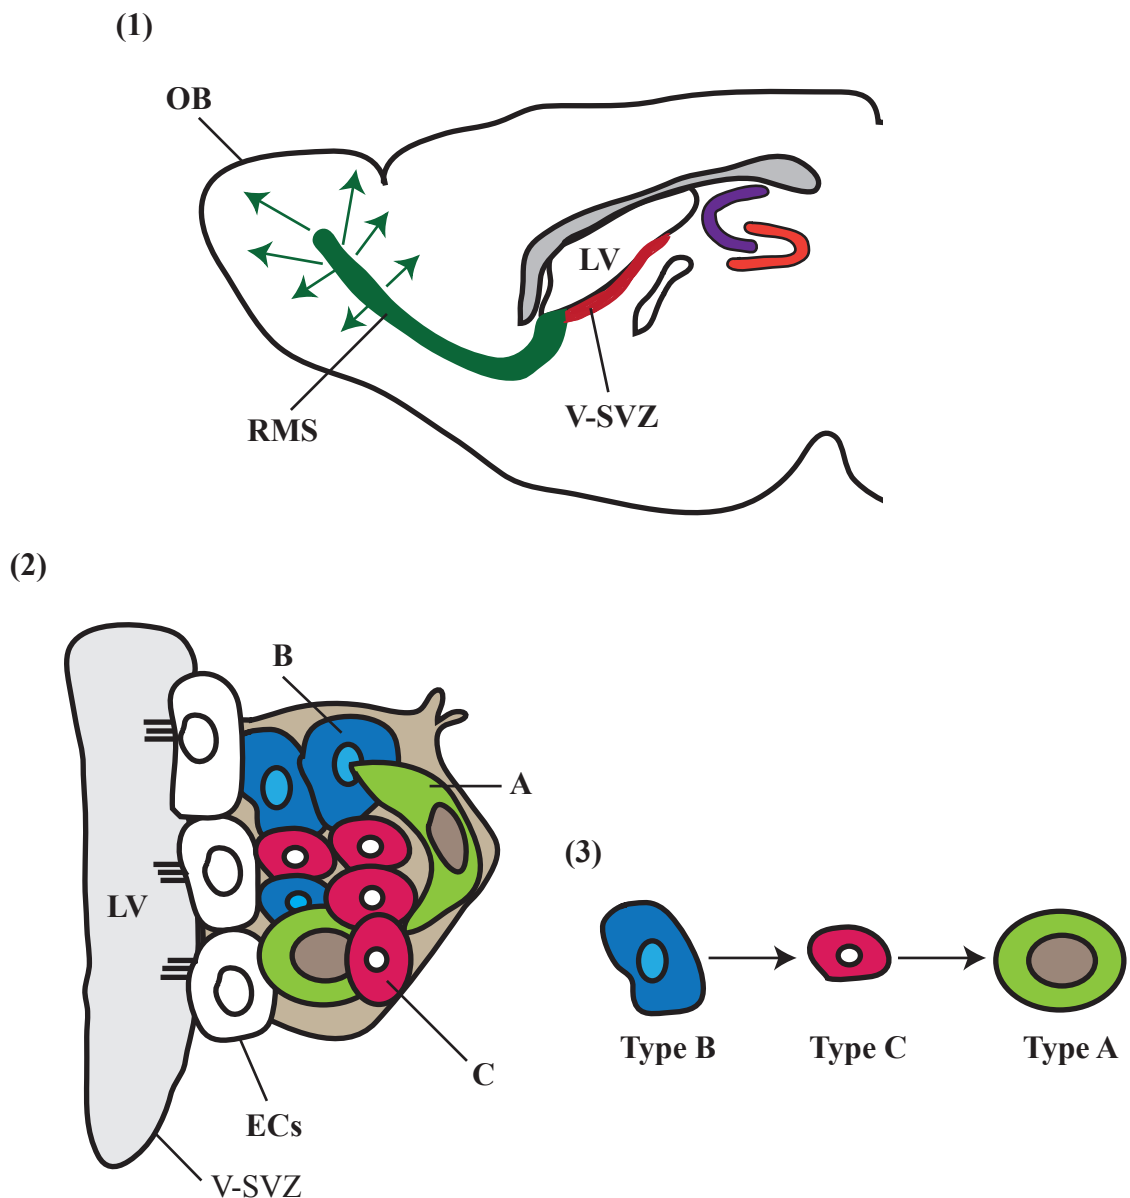 (1)
OB
LV
V-SVZ
RMS
(2)
B
A
LV
C
ECs
V-SVZ
(3)
Type B
Type C
Type A